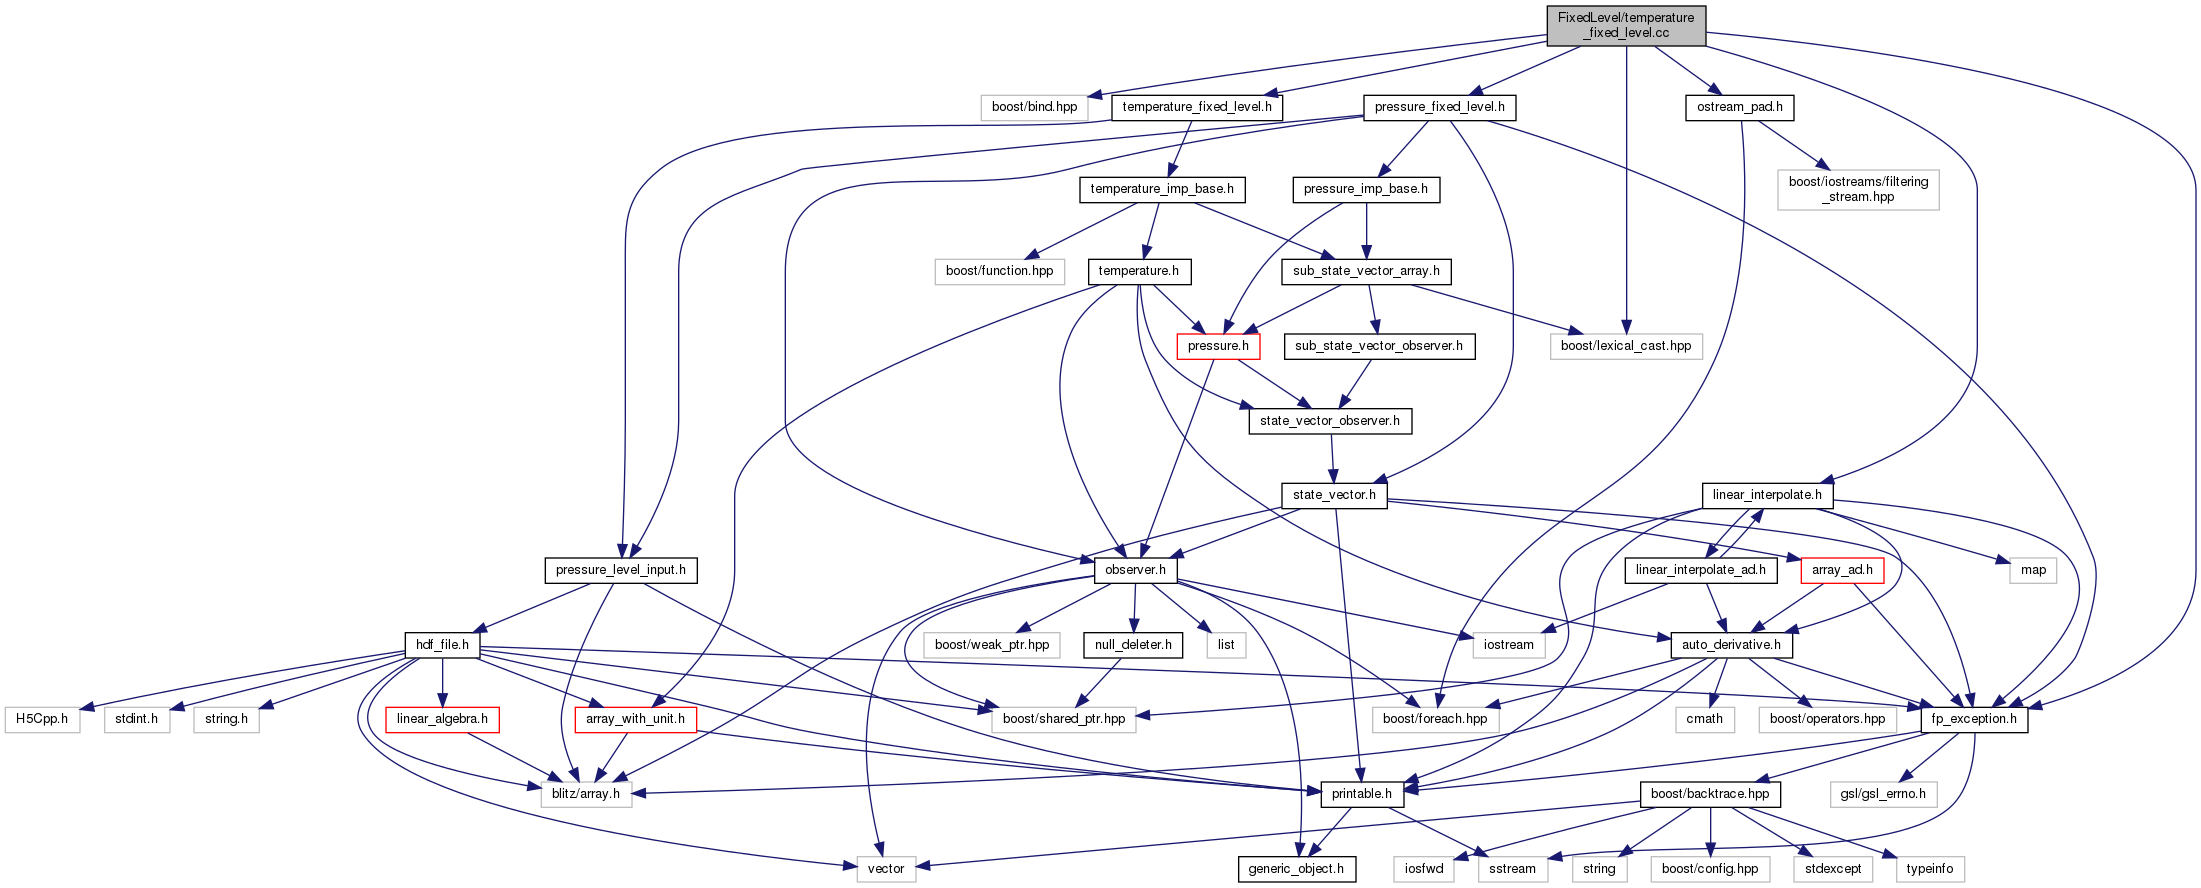 FixedLevel/temperature
_fixed_level.cc
boost/bind.hpp
temperature_fixed_level.h
pressure_fixed_level.h
ostream_pad.h
temperature_imp_base.h
pressure_imp_base.h
boost/iostreams/filtering
_stream.hpp
boost/function.hpp
temperature.h
sub_state_vector_array.h
pressure.h
sub_state_vector_observer.h
boost/lexical_cast.hpp
state_vector_observer.h
state_vector.h
linear_interpolate.h
pressure_level_input.h
observer.h
linear_interpolate_ad.h
array_ad.h
map
hdf_file.h
boost/weak_ptr.hpp
null_deleter.h
list
iostream
auto_derivative.h
H5Cpp.h
stdint.h
string.h
linear_algebra.h
array_with_unit.h
boost/shared_ptr.hpp
boost/foreach.hpp
cmath
boost/operators.hpp
fp_exception.h
blitz/array.h
printable.h
boost/backtrace.hpp
gsl/gsl_errno.h
vector
generic_object.h
iosfwd
sstream
string
boost/config.hpp
stdexcept
typeinfo